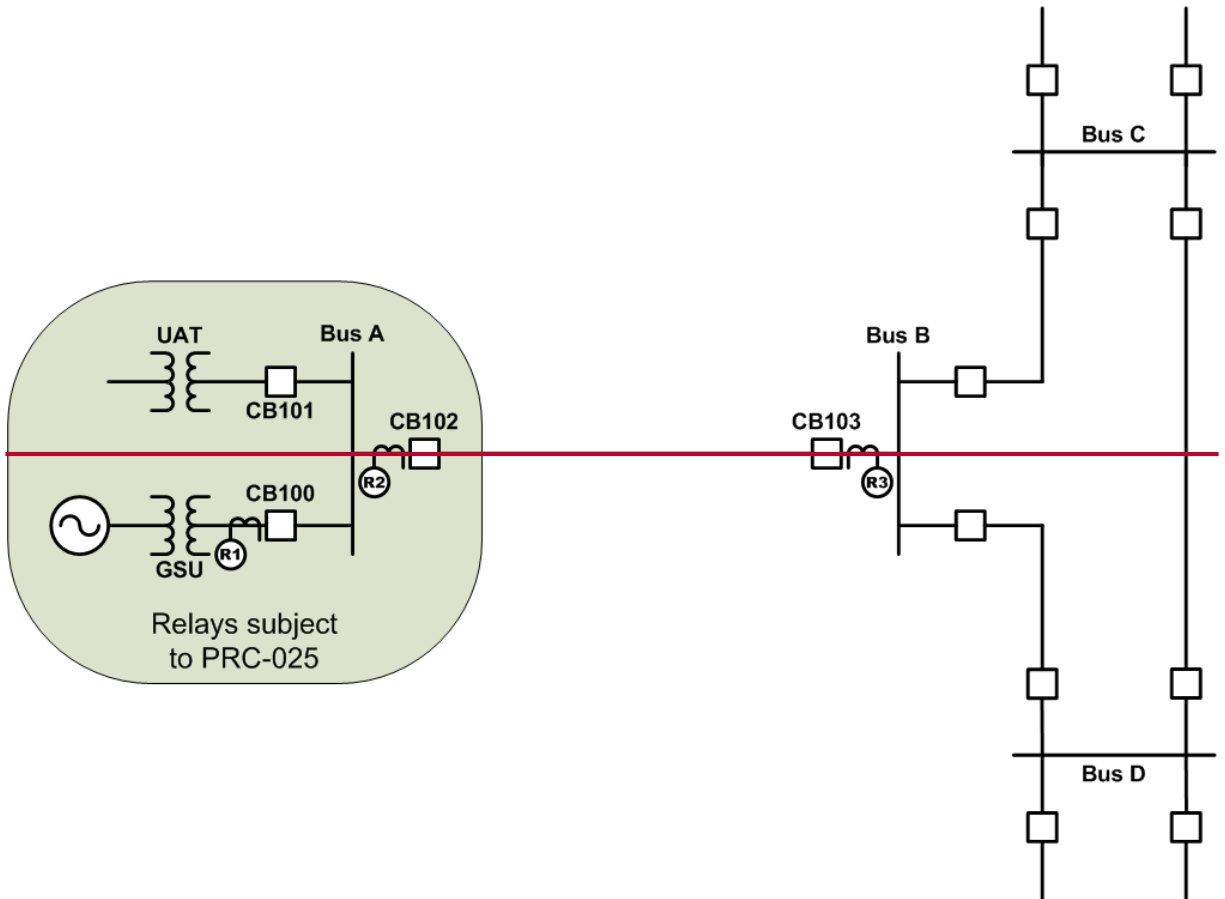 Bus C
UAT
Bus A
Bus B
CB101
CB102
CB103
R2
R3
CB100
R1
GSU
Relays subject
to PRC-025
Bus D